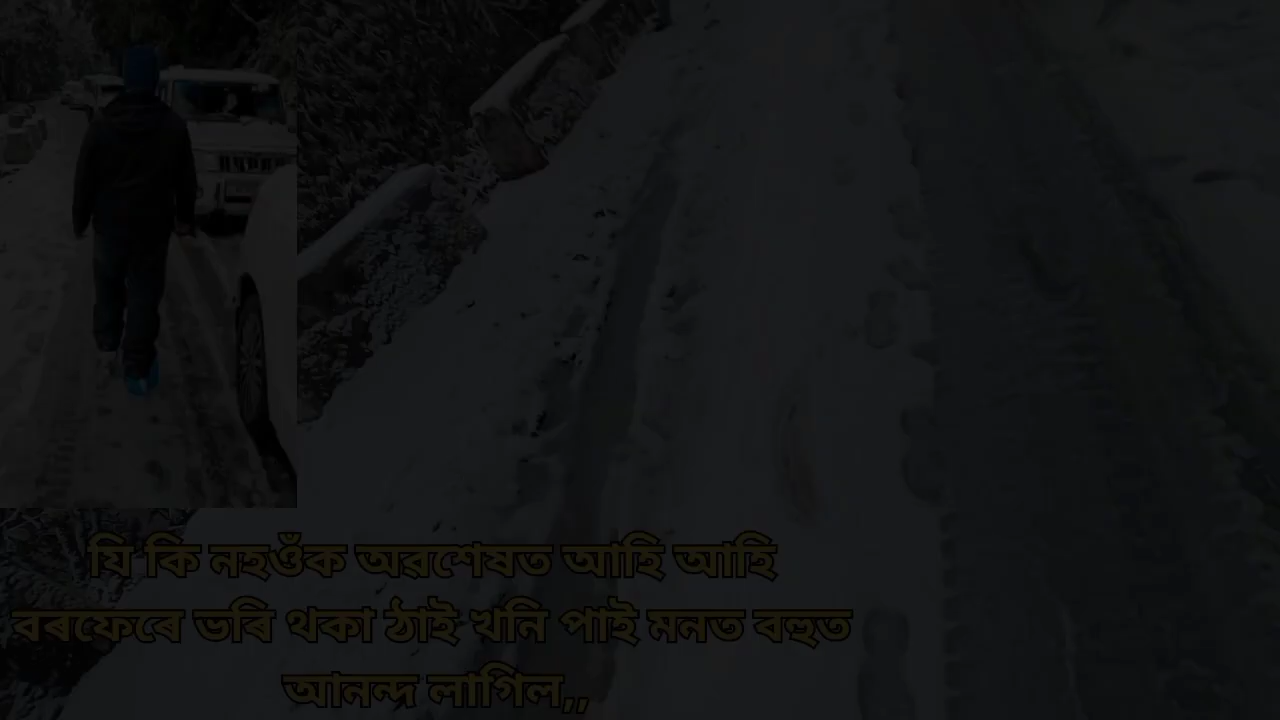 যি কি নহওঁক অৱশেষত আহি আহি
বৰফেৰে ভৰি থকা ঠাই খনি পাই মনত বহুত
আনন্দ লাগিল,,